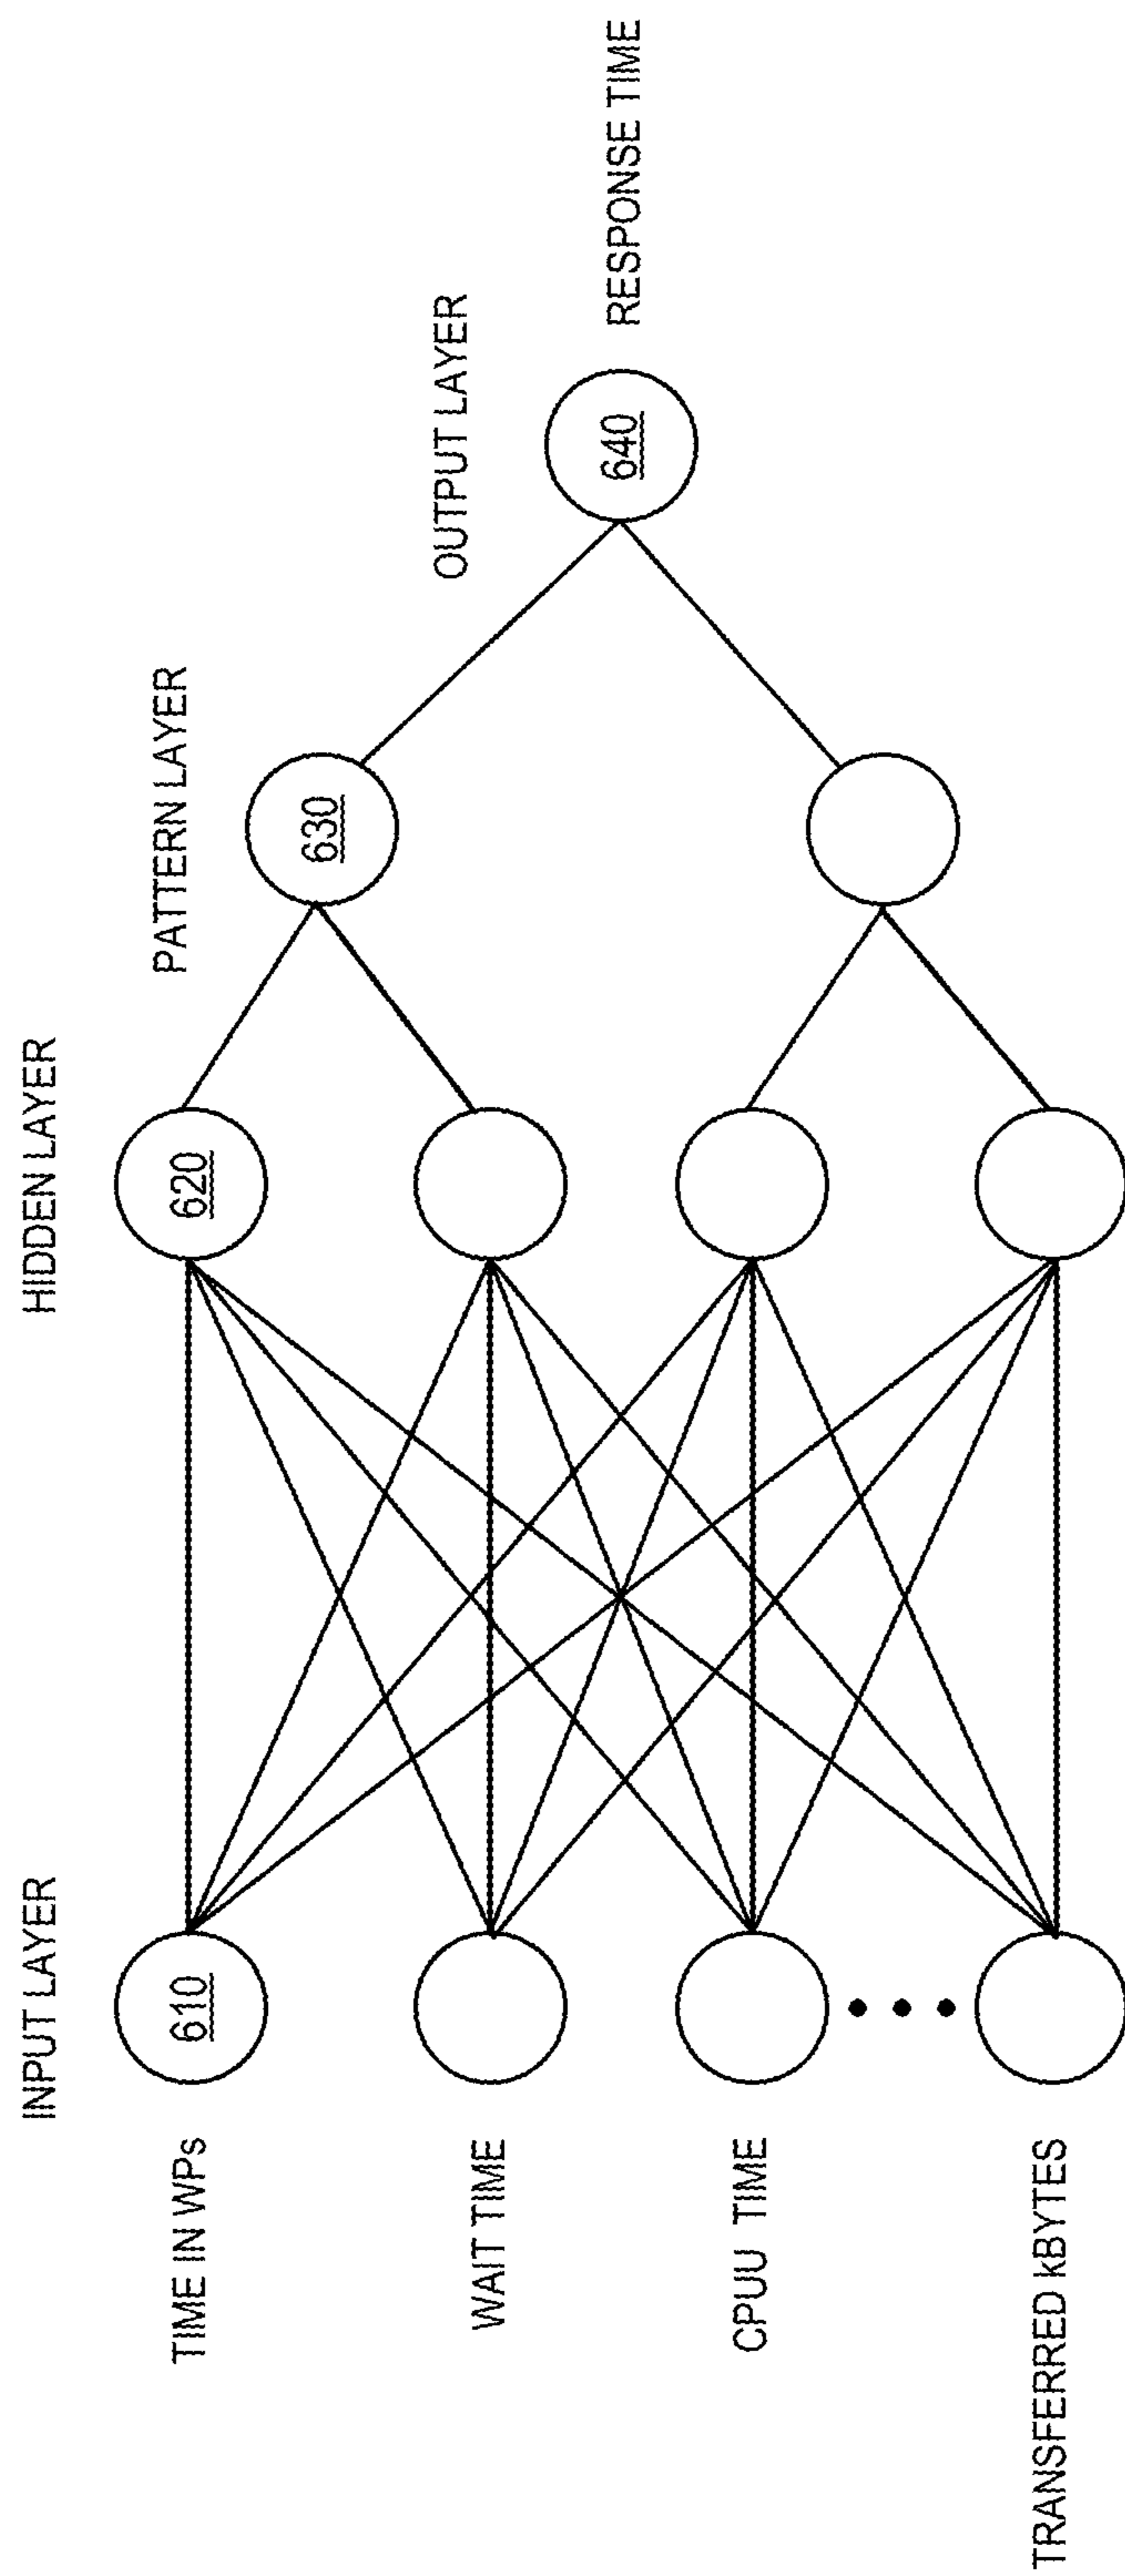 INPUT LAYER
HIDDEN LAYER
PATTERN LAYER
OUTPUT LAYER
TIME IN WPs
610
620
630
WAIT TIME
640
RESPONSE TIME
CPUU TIME
TRANSFERRED kBYTES